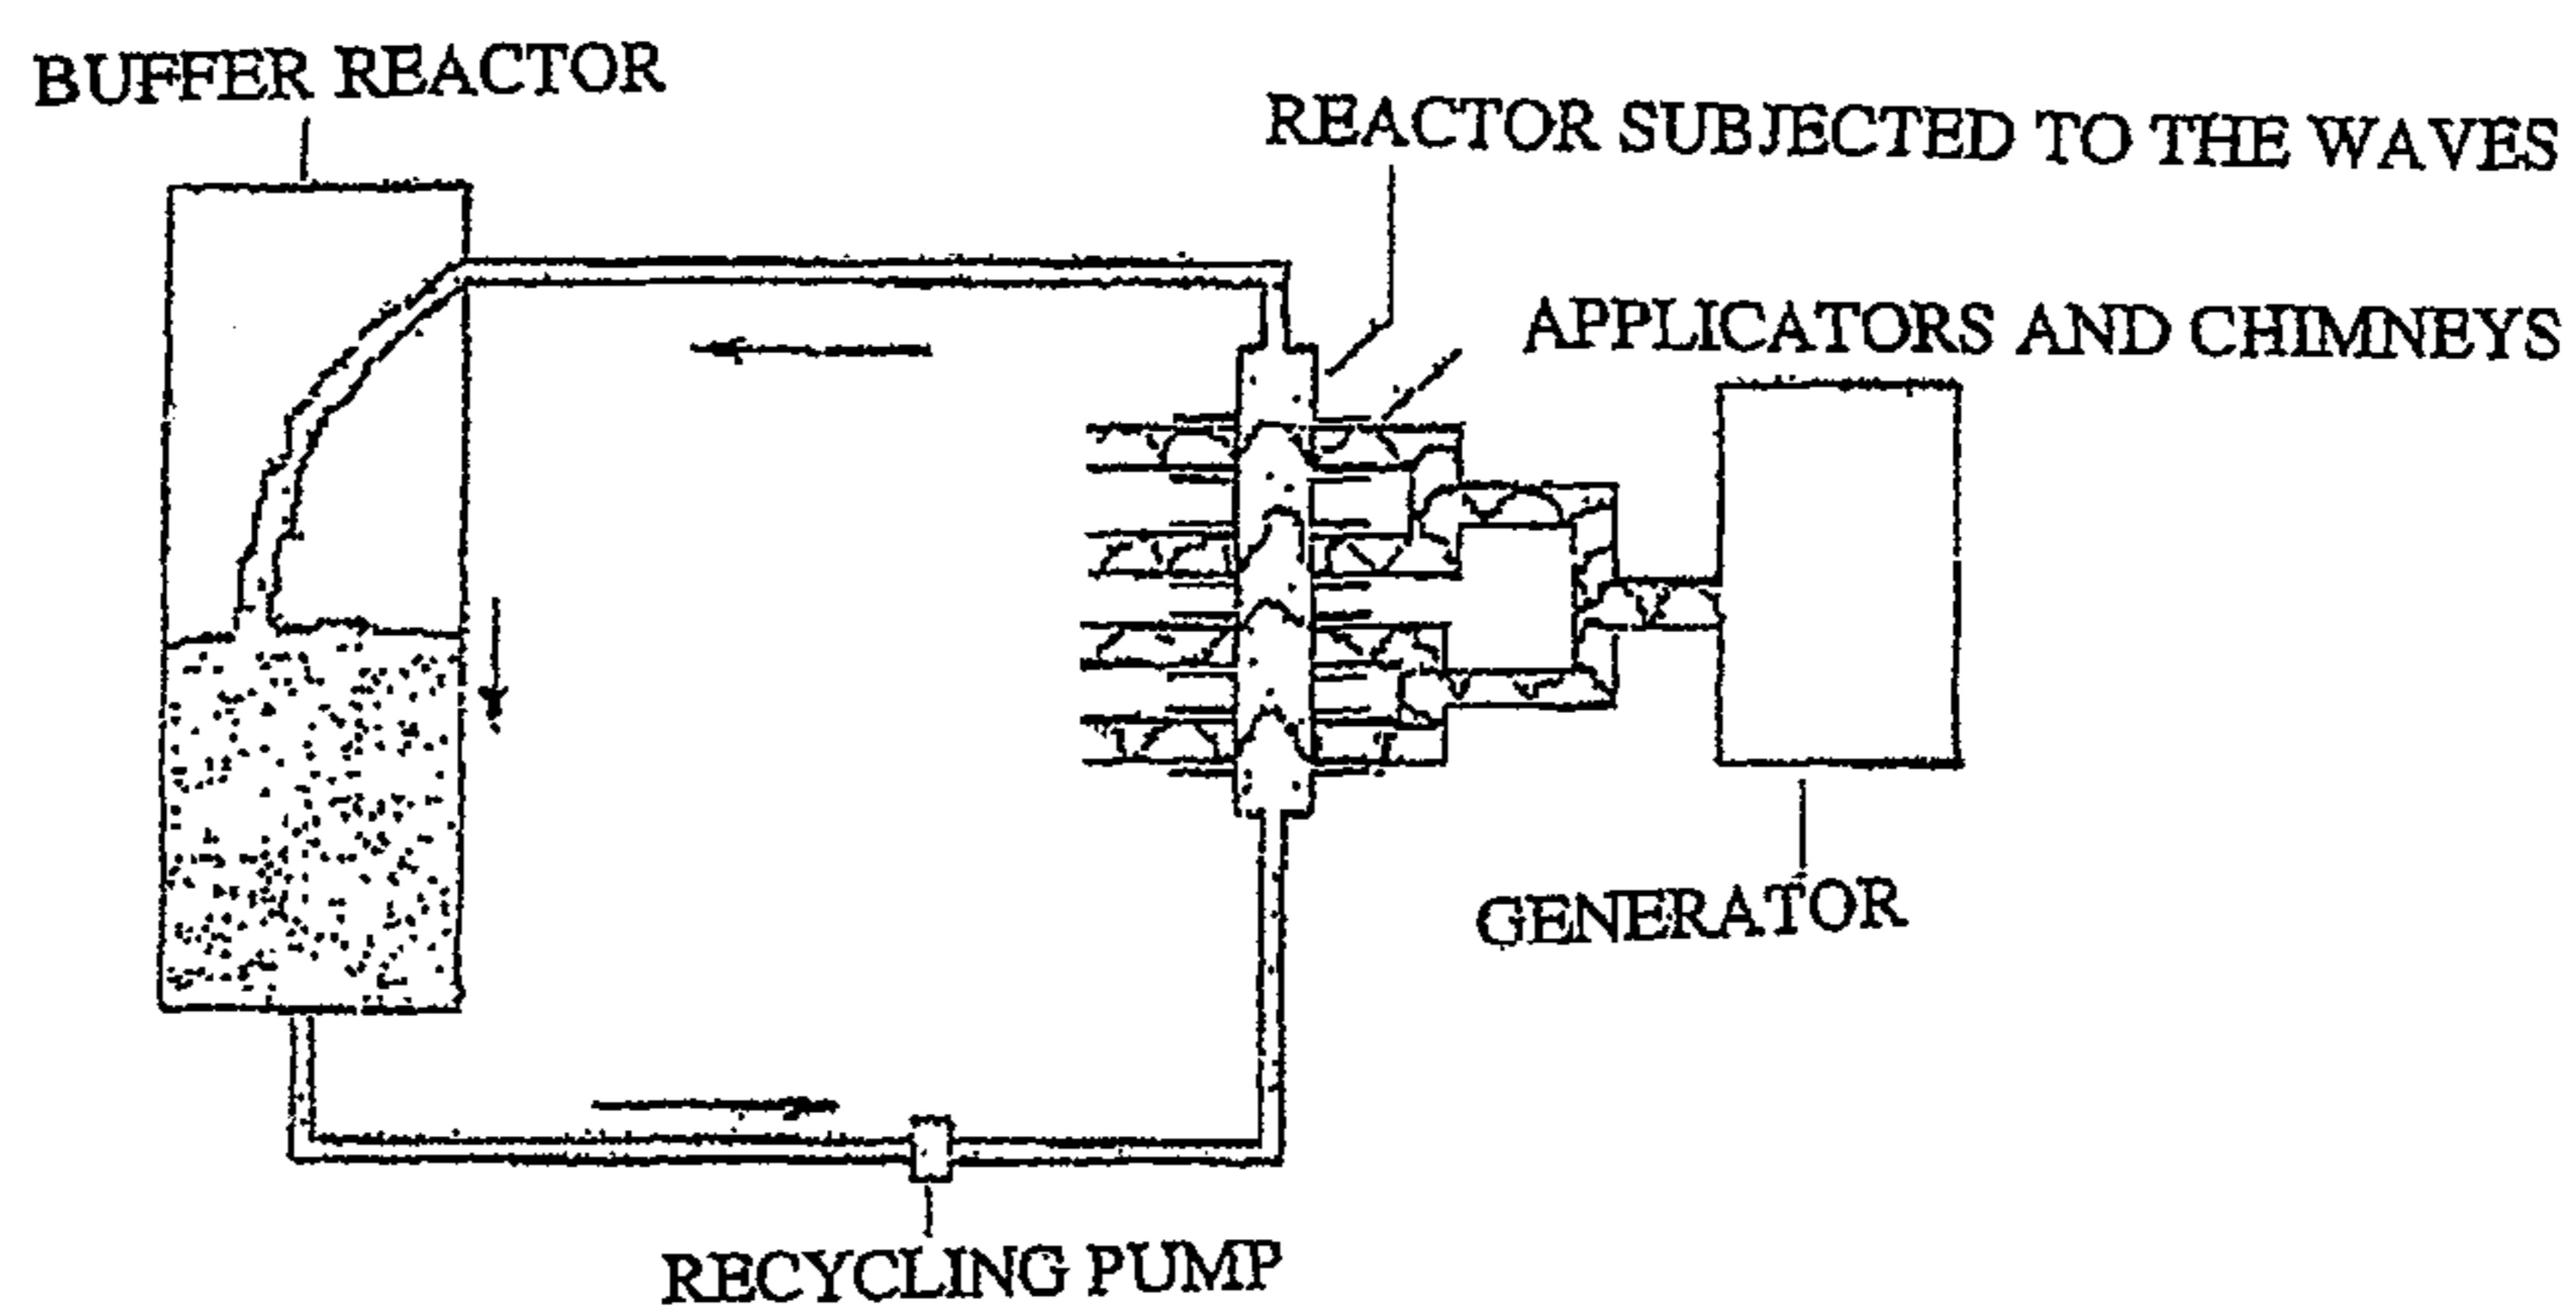 BUFFER REACTOR
REACTOR SUBJECTED TO THE WAVES
APPLICATORS AND CHIMNEYS
GENERATOR
RECYCLING PUMP